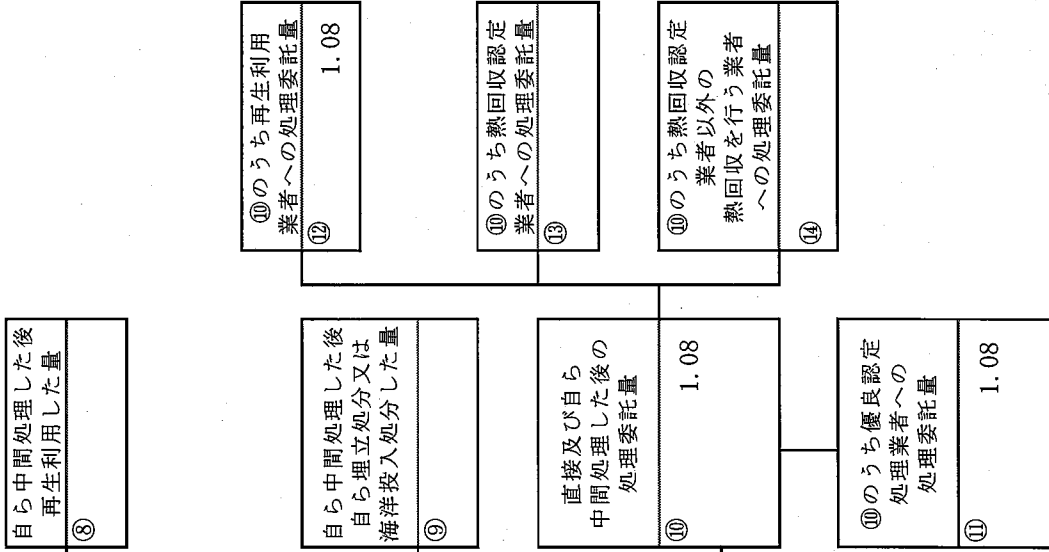 自ら中間処理した後
再生利用した量
⑧
自ら中間処理した後
自ら埋立処分又は
海洋投入処分した量
⑨
直接及び自ら
中間処理した後の
処理委託量
⑩
1.08
⑩のうち優良認定
処理業者への
処理委託量
⑪
1.08
⑩のうち再生利用
業者への処理委託量
⑫
1.08
⑩のうち熱回収認定
業者への処理委託量
⑬
⑩のうち熱回収認定
業者以外の
熱回収を行う業者
への処理委託量
⑭